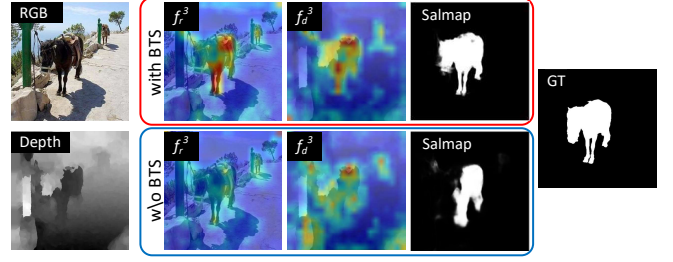 RGB
with BTS
f_r^3
f_d^3
Salmap
GT
Depth
w\o BTS
f_r^3
f_d^3
Salmap